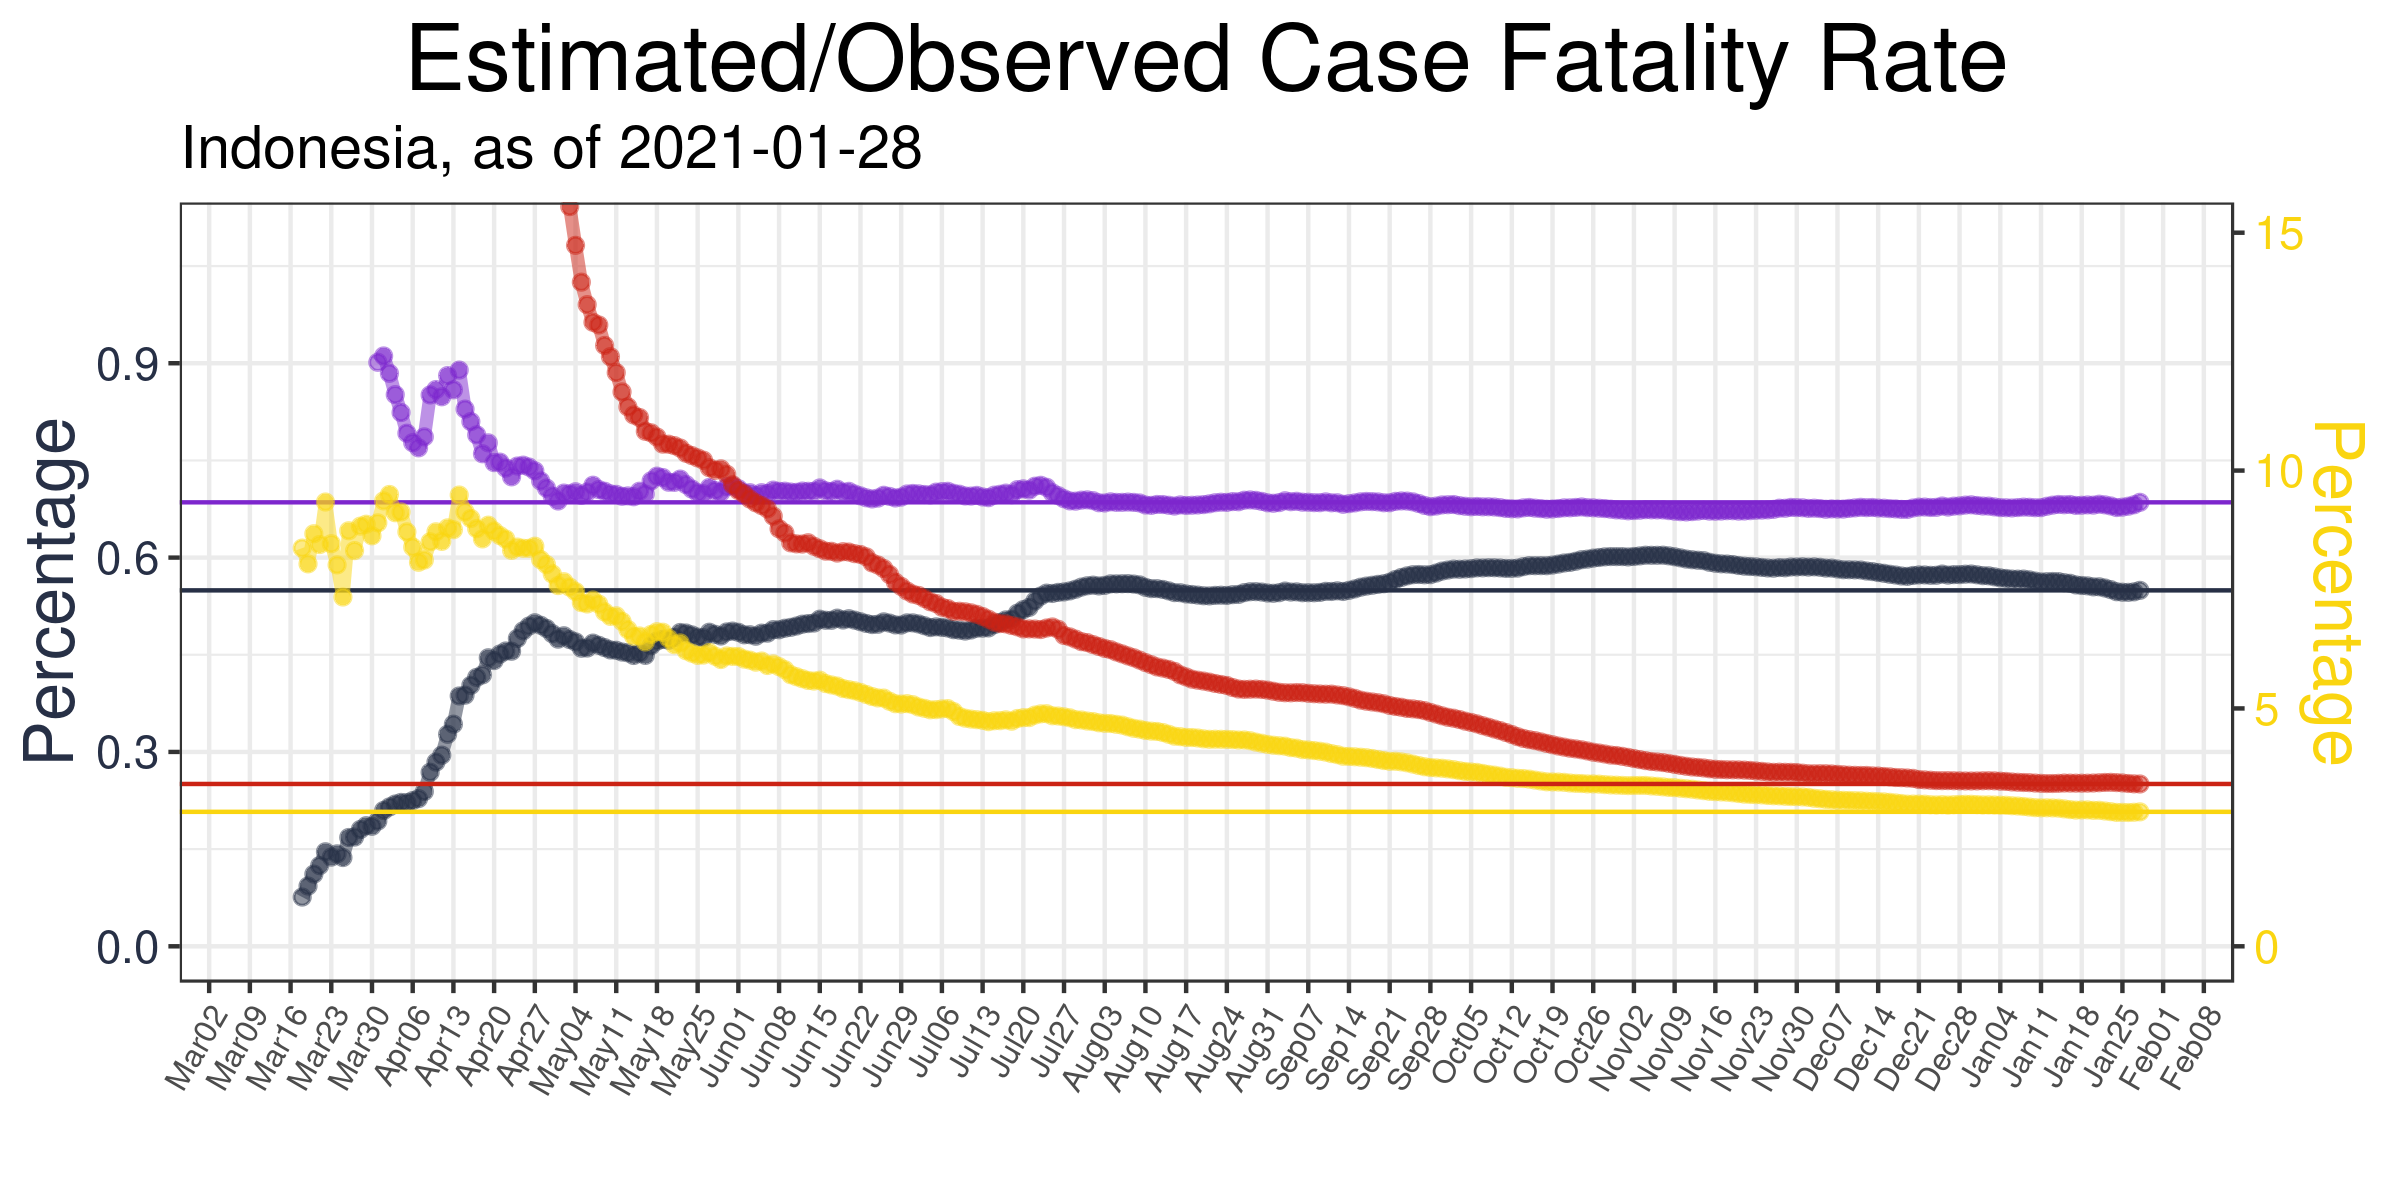 Estimated/Observed Case Fatality Rate
Indonesia, as of 2021-01-28
Percentage
0.9
0.6
0.3
0.0
15
10
5
0
Percentage
Mar02 Mar09 Mar16 Mar23 Mar30 Apr06 Apr13 Apr20 Apr27 May04 May11 May18 May25 Jun01 Jun08 Jun15 Jun22 Jun29 Jul06 Jul13 Jul20 Jul27 Aug03 Aug10 Aug17 Aug24 Aug31 Sep07 Sep14 Sep21 Sep28 Oct05 Oct12 Oct19 Oct26 Nov02 Nov09 Nov16 Nov23 Nov30 Dec07 Dec14 Dec21 Dec28 Jan04 Jan11 Jan18 Jan25 Feb01 Feb08